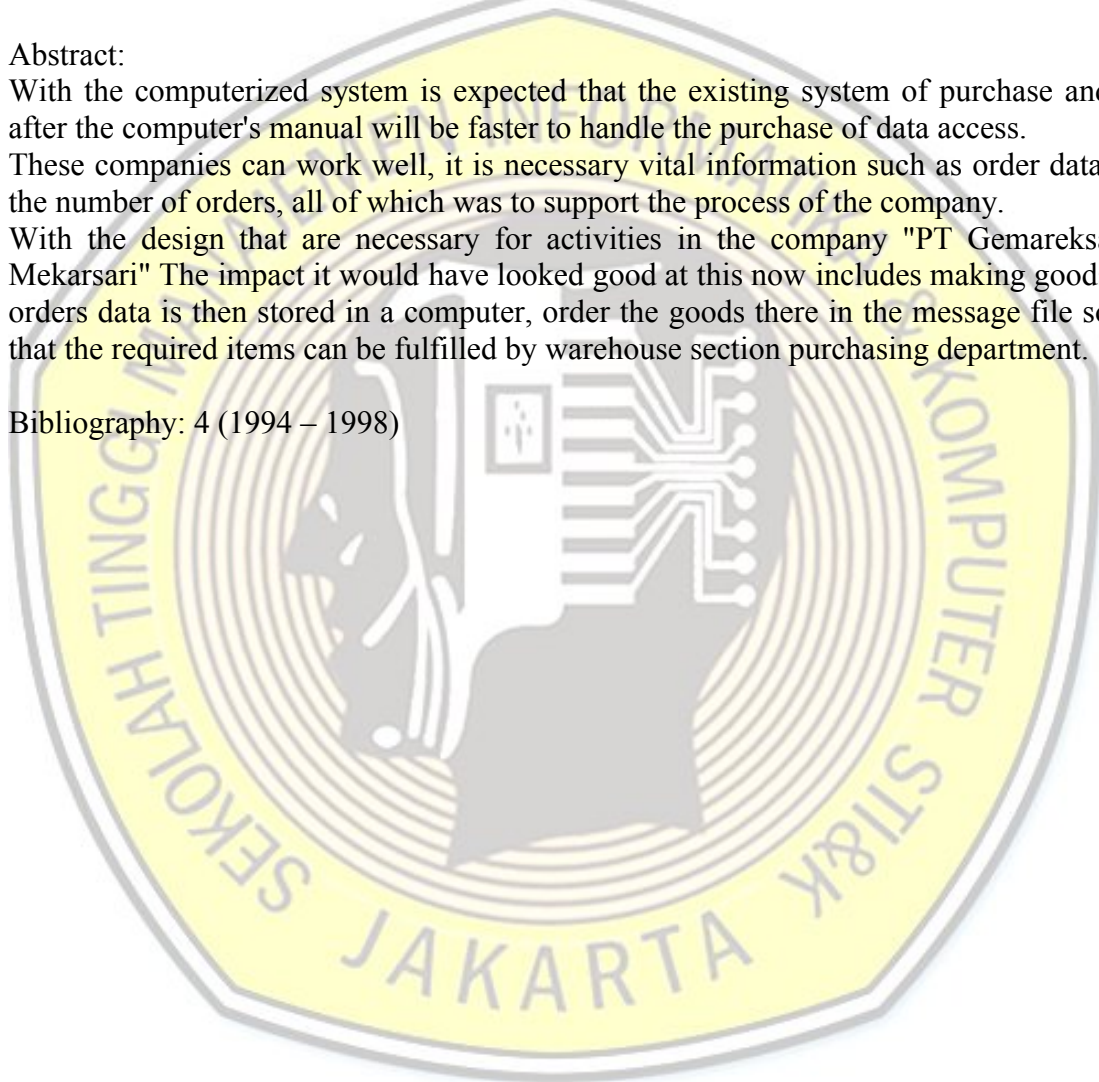 Abstract:
With the computerized system is expected that the existing system of purchase and
after the computer's manual will be faster to handle the purchase of data access.
These companies can work well, it is necessary vital information such as order data
the number of orders, all of which was to support the process of the company.
With the design that are necessary for activities in the company "PT Gemareksa
Mekarsari" The impact it would have looked good at this now includes making good
orders data is then stored in a computer, order the goods there in the message file so
that the required items can be fulfilled by warehouse section purchasing department.
Bibliography: 4 (1994 – 1998)
SEKOLAH TINGGI MANAJEMEN INFORMATIKA & KOMPUTER STI&K
JAKARTA